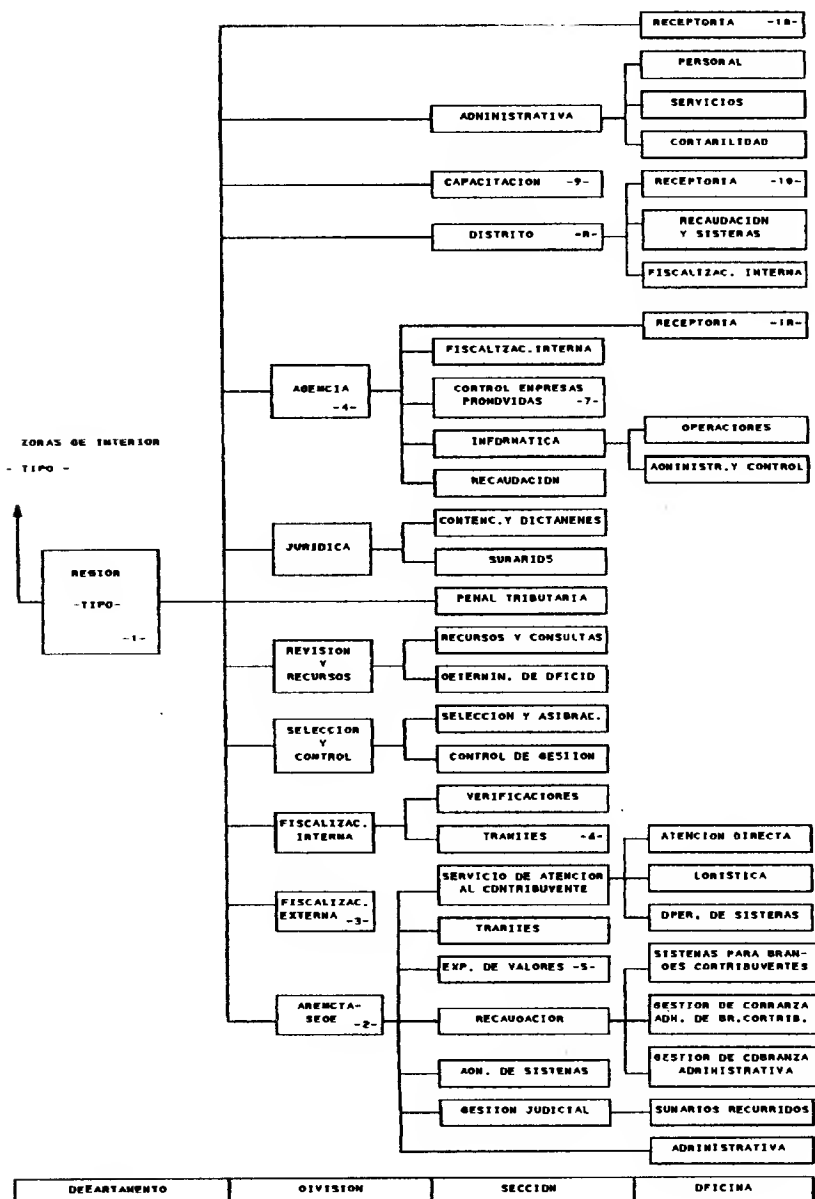 RECEPTORIA -18-
PERSONAL
SERVICIOS
ADMINISTRATIVA
CONTABILIDAD
CAPACITACION -9-
RECEPTORIA -10-
RECAUDACION
Y SISTEMAS
DISTRITO -8-
FISCALIZAC. INTERNA
RECEPTORIA -18-
FISCALIZAC.INTERNA
AGENCIA
-4-
CONTROL EMPRESAS
PROMOVIDAS -7-
OPERACIONES
ZONAS DE INTERIOR
- TIPO -
INFORMATICA
ADMINISTR.Y CONTROL
RECAUDACION
CONTENC.Y DICTAMENES
JURIDICA
SUMARIOS
REGION
-TIPO-
-1-
PENAL TRIBUTARIA
RECURSOS Y CONSULTAS
REVISION
Y
RECURSOS
DETERMIN. DE OFICIO
SELECCION Y ASIGNAC.
SELECCION
Y
CONTROL
CONTROL DE GESTION
VERIFICACIONES
FISCALIZAC.
INTERNA
TRAMITES -4-
ATENCION DIRECTA
SERVICIO DE ATENCION
AL CONTRIBUYENTE
LOGISTICA
FISCALIZAC.
EXTERNA -3-
OPER. DE SISTEMAS
TRAMITES
EXP. DE VALORES -5-
SISTEMAS PARA GRAN-
DES CONTRIBUYENTES
AGENCIA-
SEDE
-2-
RECAUDACION
GESTION DE COBRANZA
ADM. DE GR.CONTRIB.
ADM. DE SISTEMAS
GESTION DE COBRANZA
ADMINISTRATIVA
GESTION JUDICIAL
SUMARIOS RECURRIDOS
ADMINISTRATIVA
DEPARTAMENTO DIVISION SECCION OFICINA